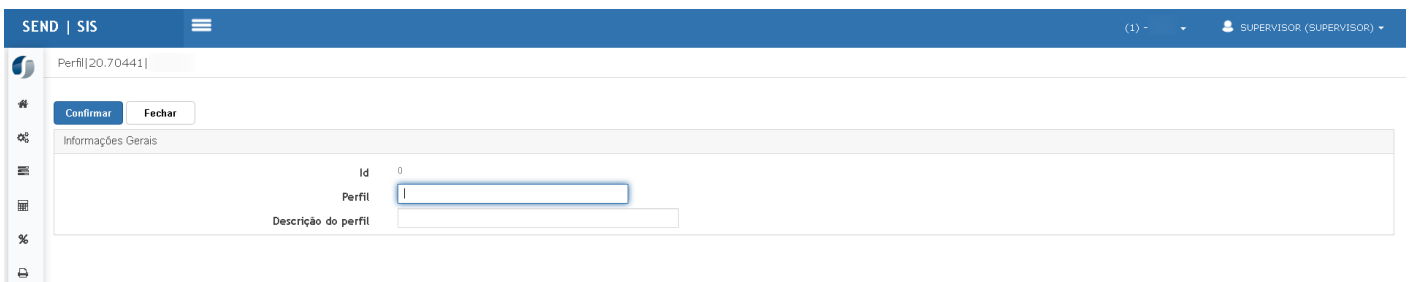 SEND | SIS
(1) -
SUPERVISOR (SUPERVISOR)
Perfil|20.70441|
Confirmar
Fechar
Informações Gerais
Id 0
Perfil
Descrição do perfil